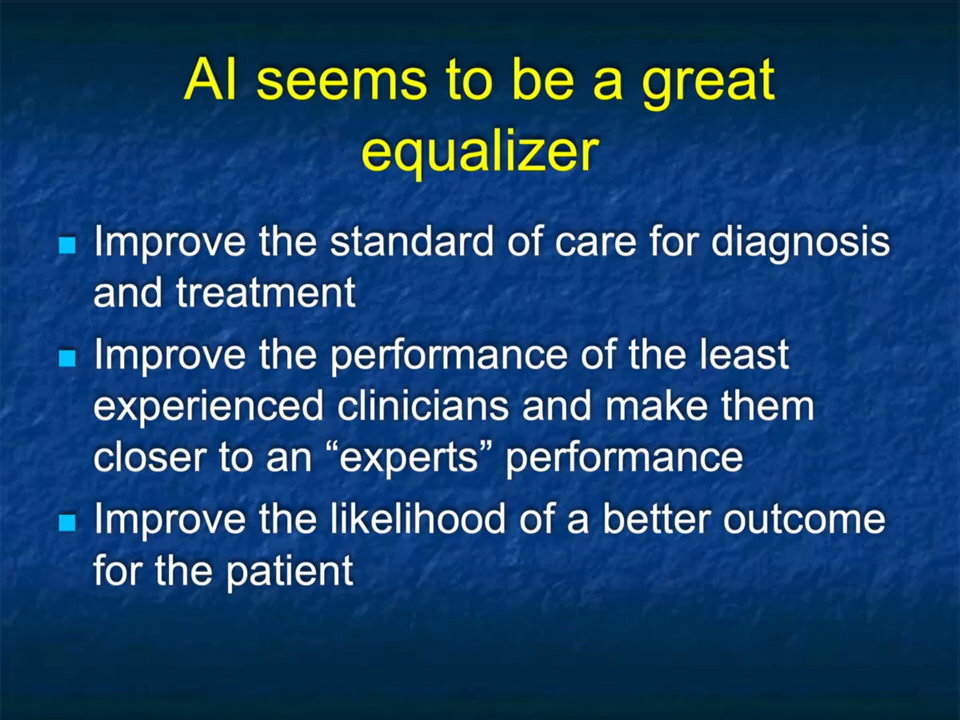 AI seems to be a great
equalizer
Improve the standard of care for diagnosis
and treatment
Improve the performance of the least
experienced clinicians and make them
closer to an “experts” performance
Improve the likelihood of a better outcome
for the patient